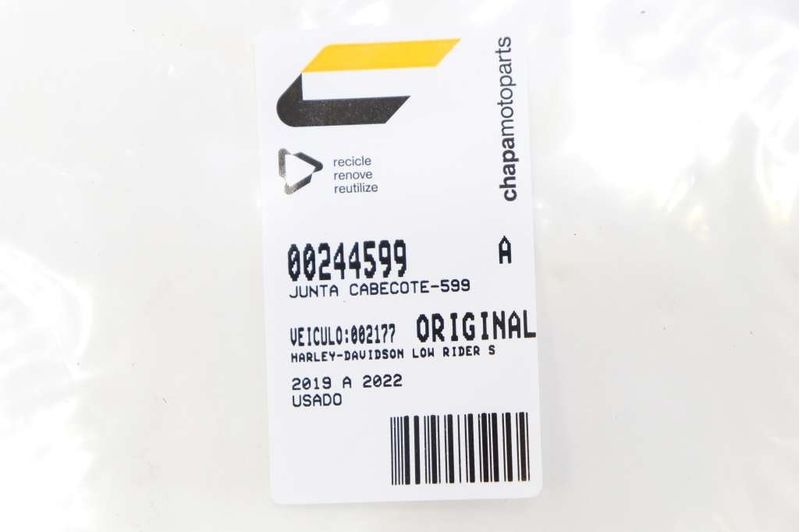 chapamotoparts
recicle
renove
reutilize
00244599 A
JUNTA CABECOTE-599
VEICULO:002177 ORIGINAL
HARLEY-DAVIDSON LOW RIDER S
2019 A 2022
USADO